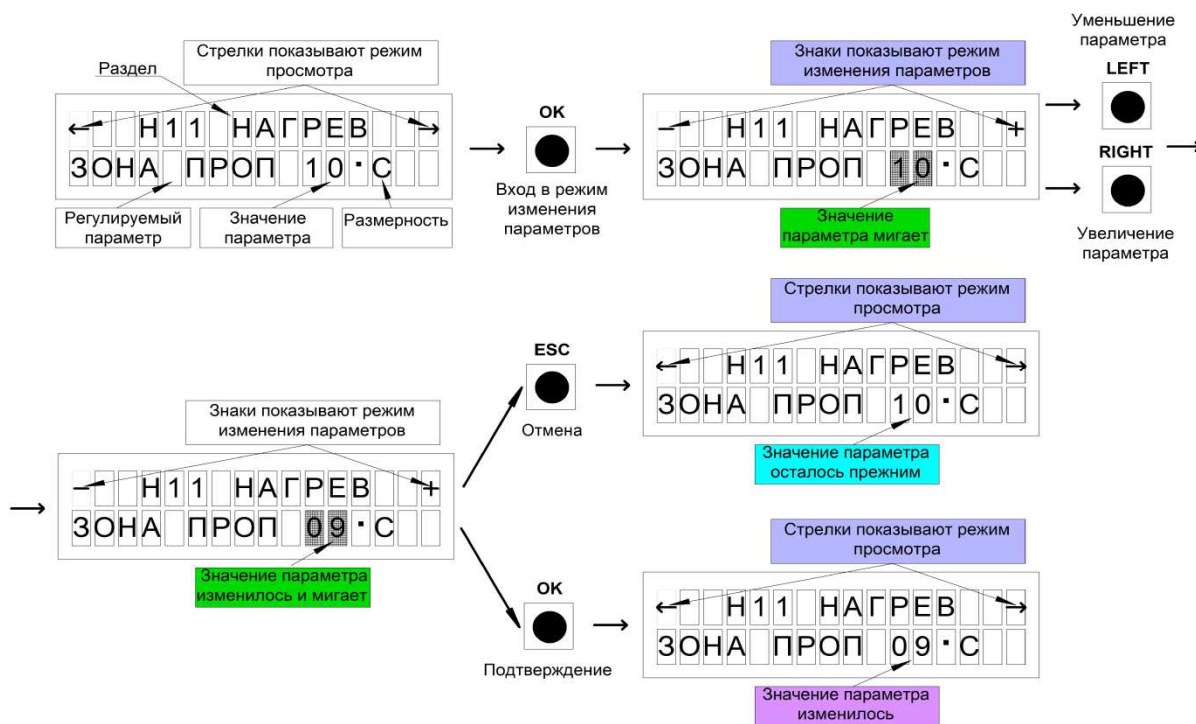 Стрелки показывают режим
просмотра
Раздел
← Н11 НАГРЕВ →
ЗОНА ПРОП 10°С
Регулируемый
параметр
Значение
параметра
Размерность
OK
Вход в режим
изменения
параметров
Знаки показывают режим
изменения параметров
− Н11 НАГРЕВ +
ЗОНА ПРОП 10°С
Значение
параметра мигает
Уменьшение
параметра
LEFT
RIGHT
Увеличение
параметра
Знаки показывают режим
изменения параметров
− Н11 НАГРЕВ +
ЗОНА ПРОП 09°С
Значение параметра
изменилось и мигает
ESC
Отмена
Стрелки показывают режим
просмотра
← Н11 НАГРЕВ →
ЗОНА ПРОП 10°С
Значение параметра
осталось прежним
OK
Подтверждение
Стрелки показывают режим
просмотра
← Н11 НАГРЕВ →
ЗОНА ПРОП 09°С
Значение параметра
изменилось